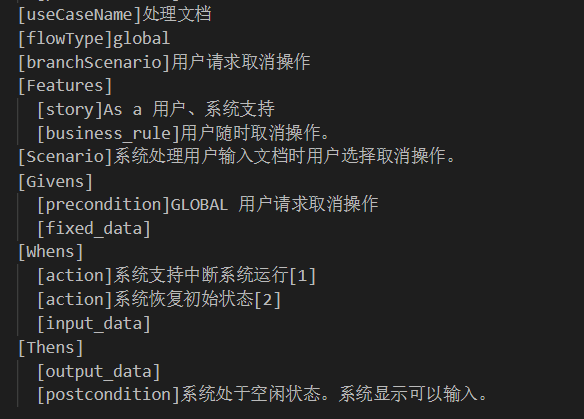 [useCaseName]处理文档
[flowType]global
[branchScenario]用户请求取消操作
[Features]
[story]As a 用户、系统支持
[business_rule]用户随时取消操作。
[Scenario]系统处理用户输入文档时用户选择取消操作。
[Givens]
[precondition]GLOBAL 用户请求取消操作
[fixed_data]
[Whens]
[action]系统支持中断系统运行[1]
[action]系统恢复初始状态[2]
[input_data]
[Thens]
[output_data]
[postcondition]系统处于空闲状态。系统显示可以输入。